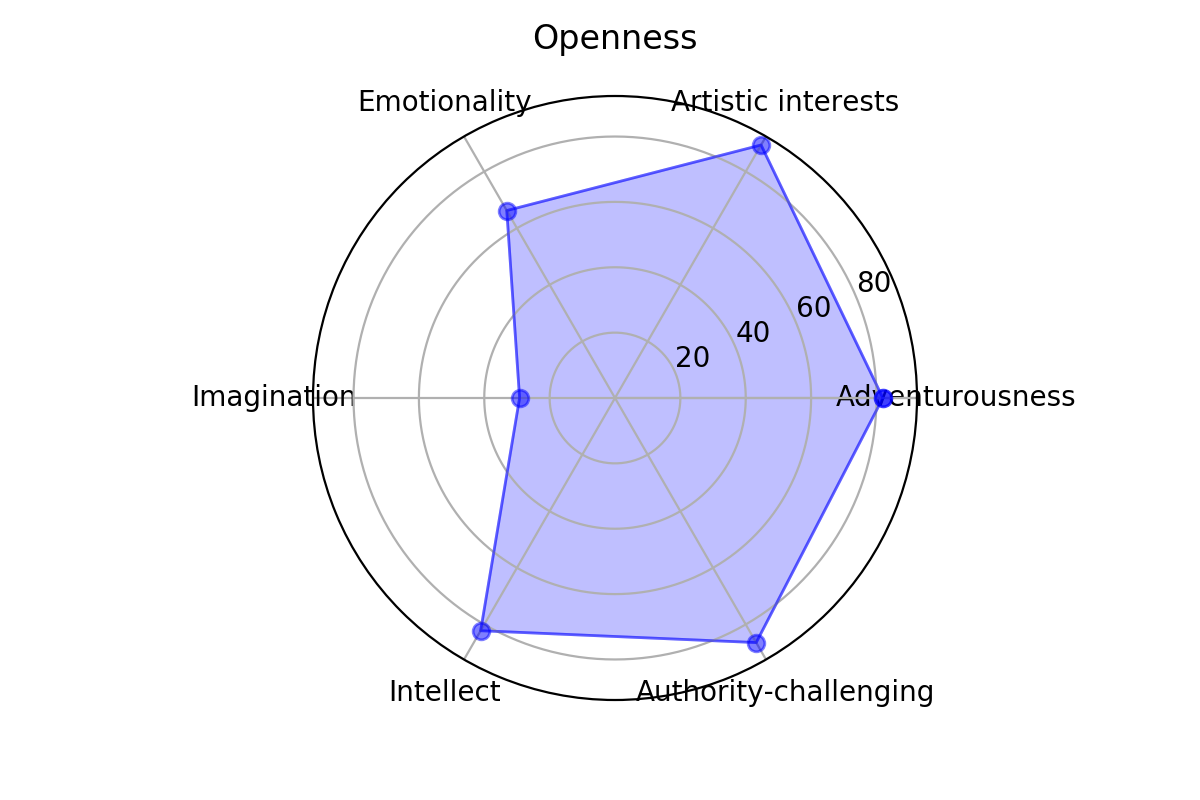 Openness
Emotionality
Artistic interests
80
60
40
20
Imagination
Adventurousness
Intellect
Authority-challenging